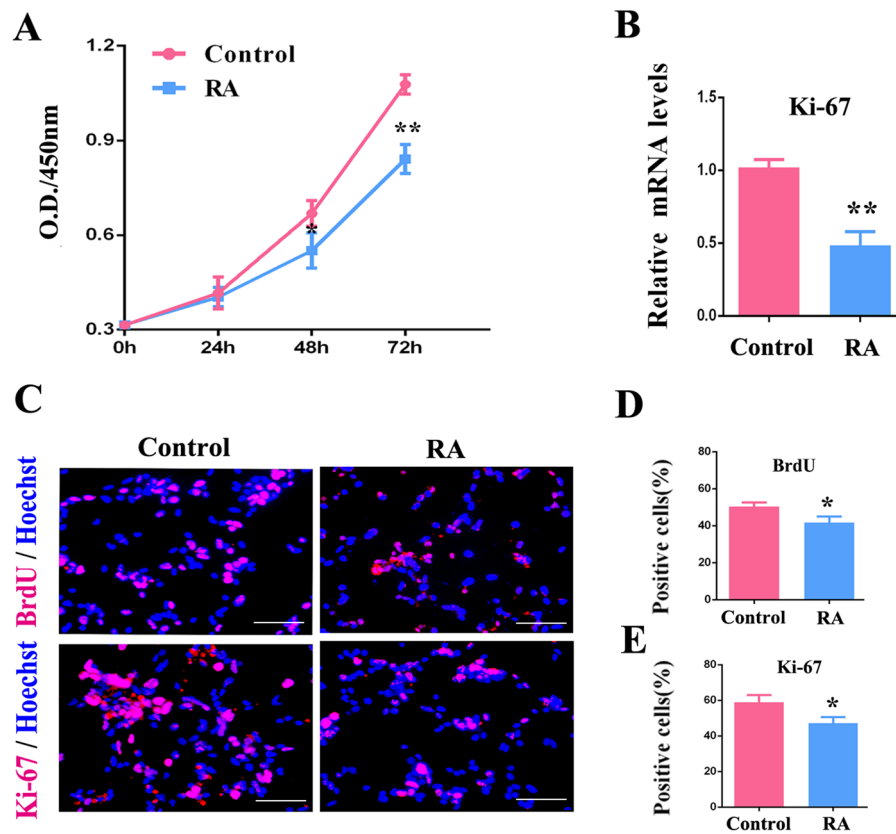 A
O.D./450nm
1.2
0.9
0.6
0.3
0h
24h
48h
72h
Control
RA
*
**
B
Relative mRNA levels
1.5
1.0
0.5
0.0
Ki-67
**
Control
RA
C
Control
RA
BrdU / Hoechst
Ki-67 / Hoechst
D
Positive cells(%)
80
60
40
20
0
BrdU
*
Control
RA
E
Positive cells(%)
80
60
40
20
0
Ki-67
*
Control
RA